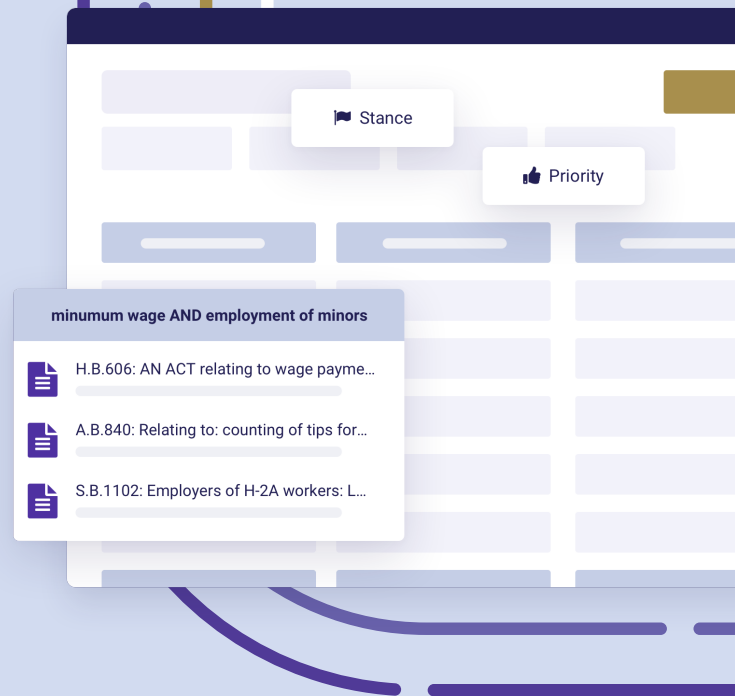 Stance
Priority
minumum wage AND employment of minors
H.B.606: AN ACT relating to wage payme...
A.B.840: Relating to: counting of tips for...
S.B.1102: Employers of H-2A workers: L...